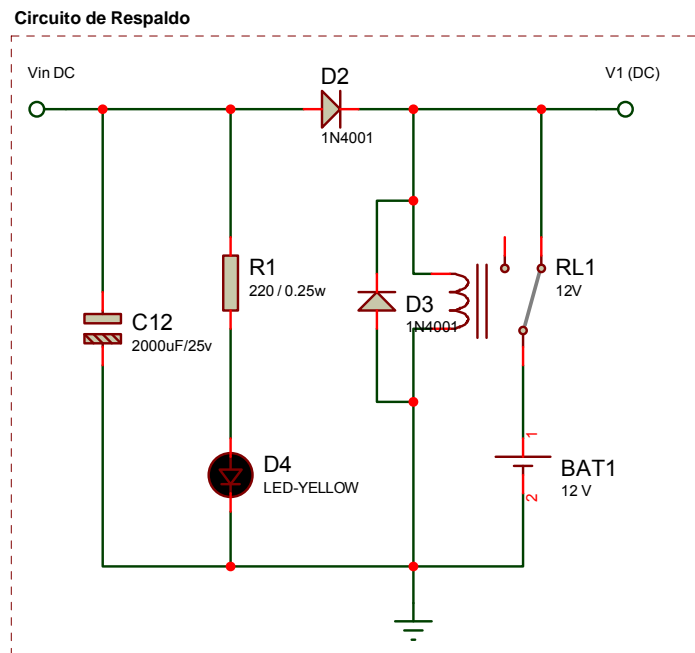 Circuito de Respaldo
Vin DC
V1 (DC)
D2
1N4001
R1
220 / 0.25w
D3
1N4001
RL1
12V
C12
2000uF/25v
D4
LED-YELLOW
1
BAT1
12 V
2